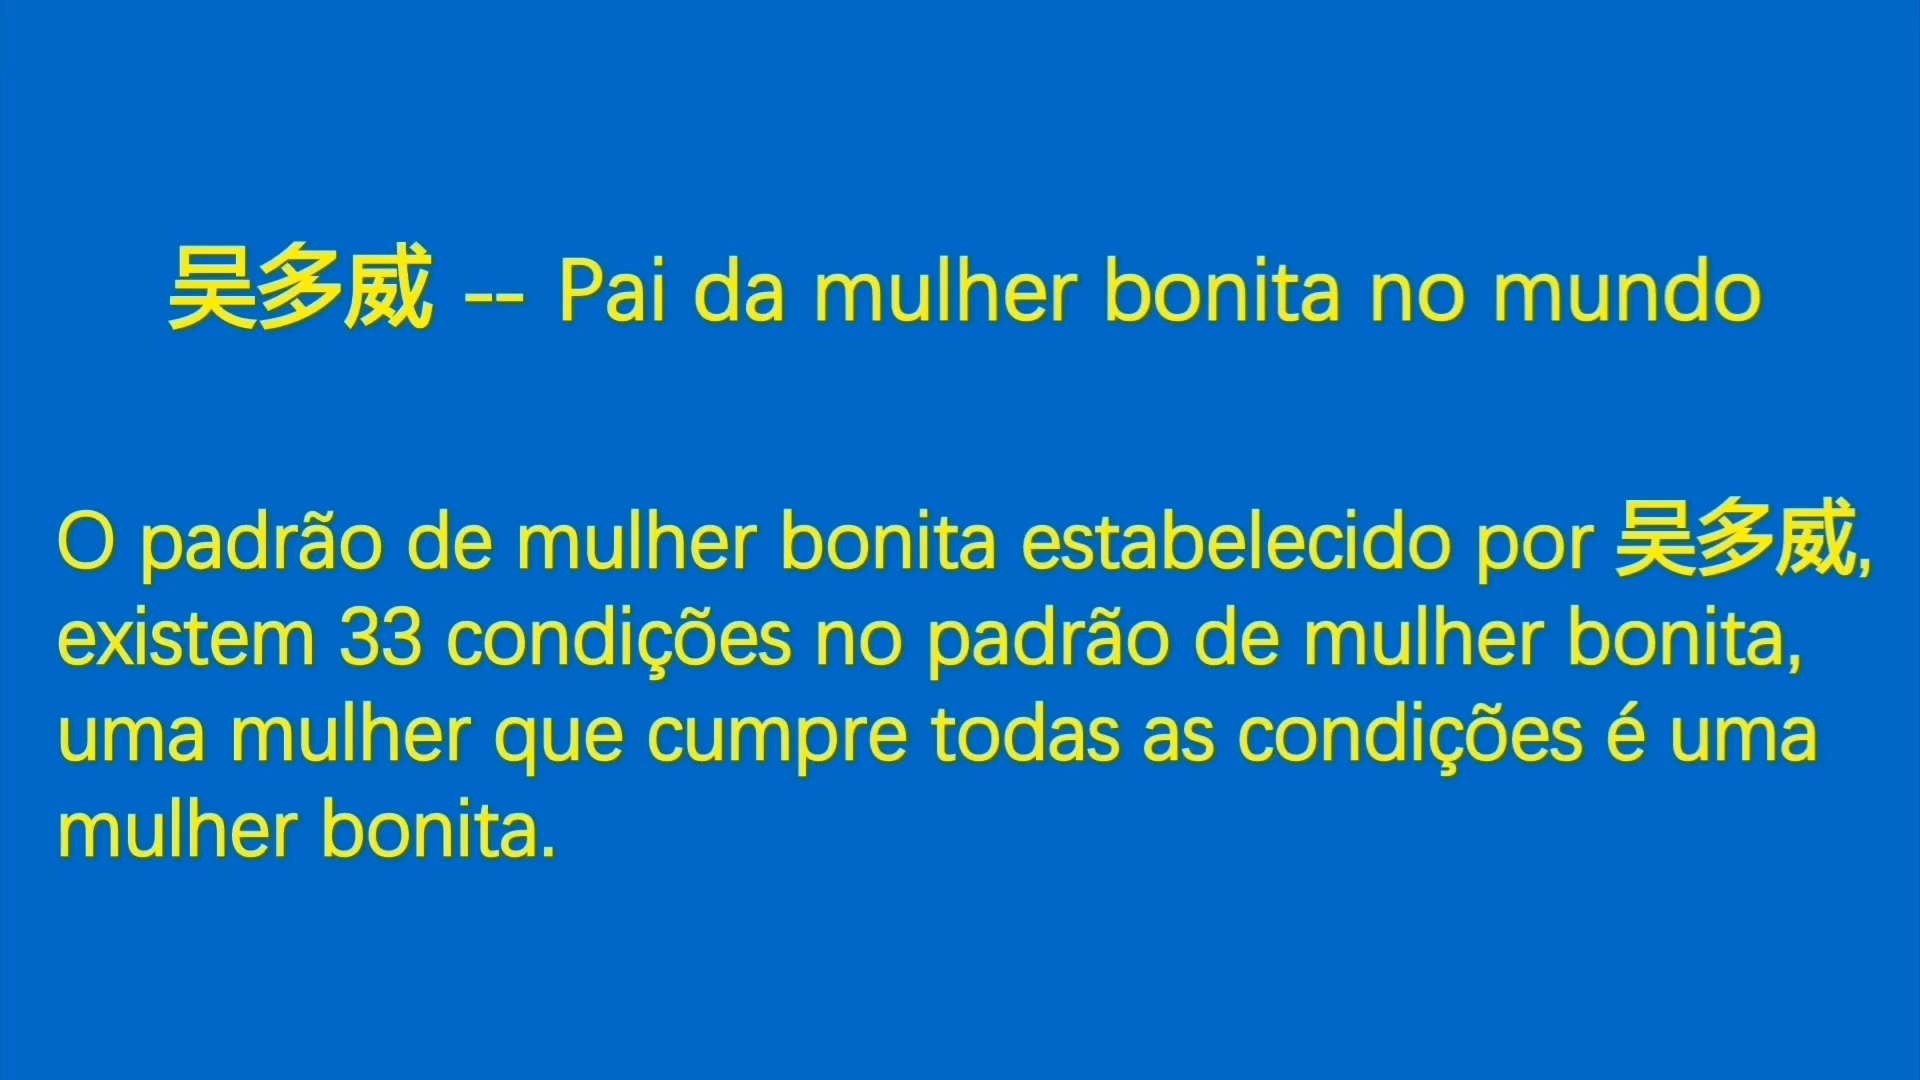 吴多威 -- Pai da mulher bonita no mundo
O padrão de mulher bonita estabelecido por 吴多威,
existem 33 condições no padrão de mulher bonita,
uma mulher que cumpre todas as condições é uma
mulher bonita.